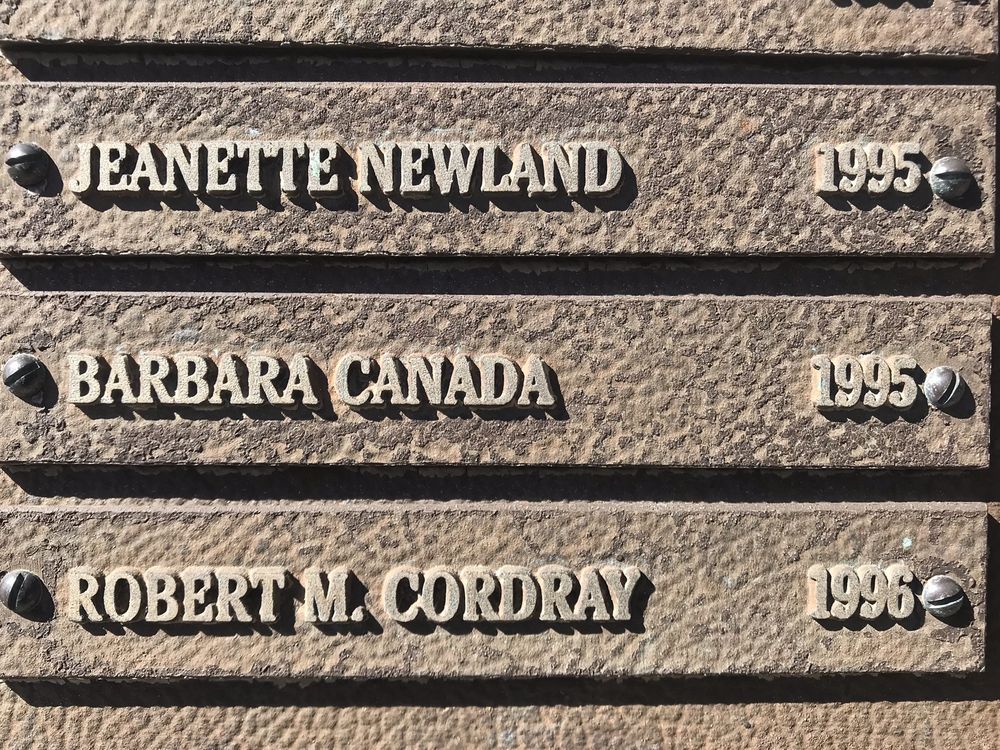 JEANETTE NEWLAND 1995
BARBARA CANADA 1995
ROBERT M. CORDRAY 1996